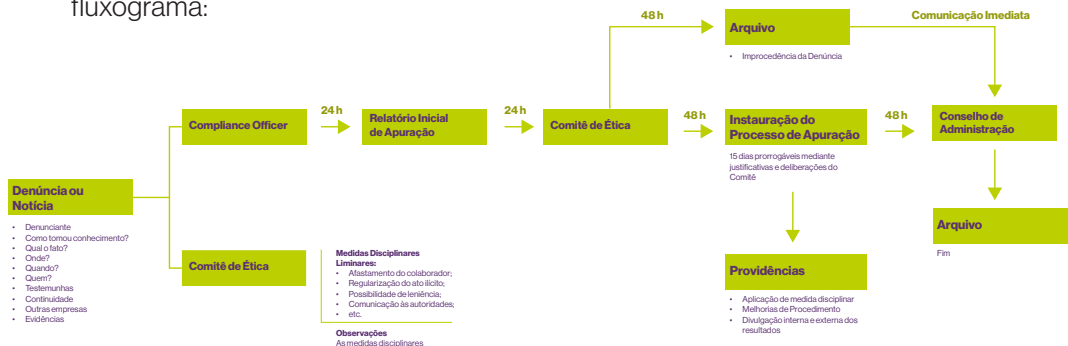 fluxograma:
48 h
Arquivo
• Improcedência da Denúncia
Comunicação Imediata
Compliance Officer
24 h
Relatório Inicial
de Apuração
24 h
Comitê de Ética
48 h
Instauração do
Processo de Apuração
15 dias prorrogáveis mediante
justificativas e deliberações do
Comitê
48 h
Conselho de
Administração
Denúncia ou
Notícia
• Denunciante
• Como tomou conhecimento?
• Qual o fato?
• Onde?
• Quando?
• Quem?
• Testemunhas
• Continuidade
• Outras empresas
• Evidências
Comitê de Ética
Medidas Disciplinares
Liminares:
• Afastamento do colaborador;
• Regularização do ato ilícito;
• Possibilidade de leniência;
• Comunicação às autoridades;
• etc.
Observações
As medidas disciplinares
Providências
• Aplicação de medida disciplinar
• Melhorias de Procedimento
• Divulgação interna e externa dos
resultados
Arquivo
Fim